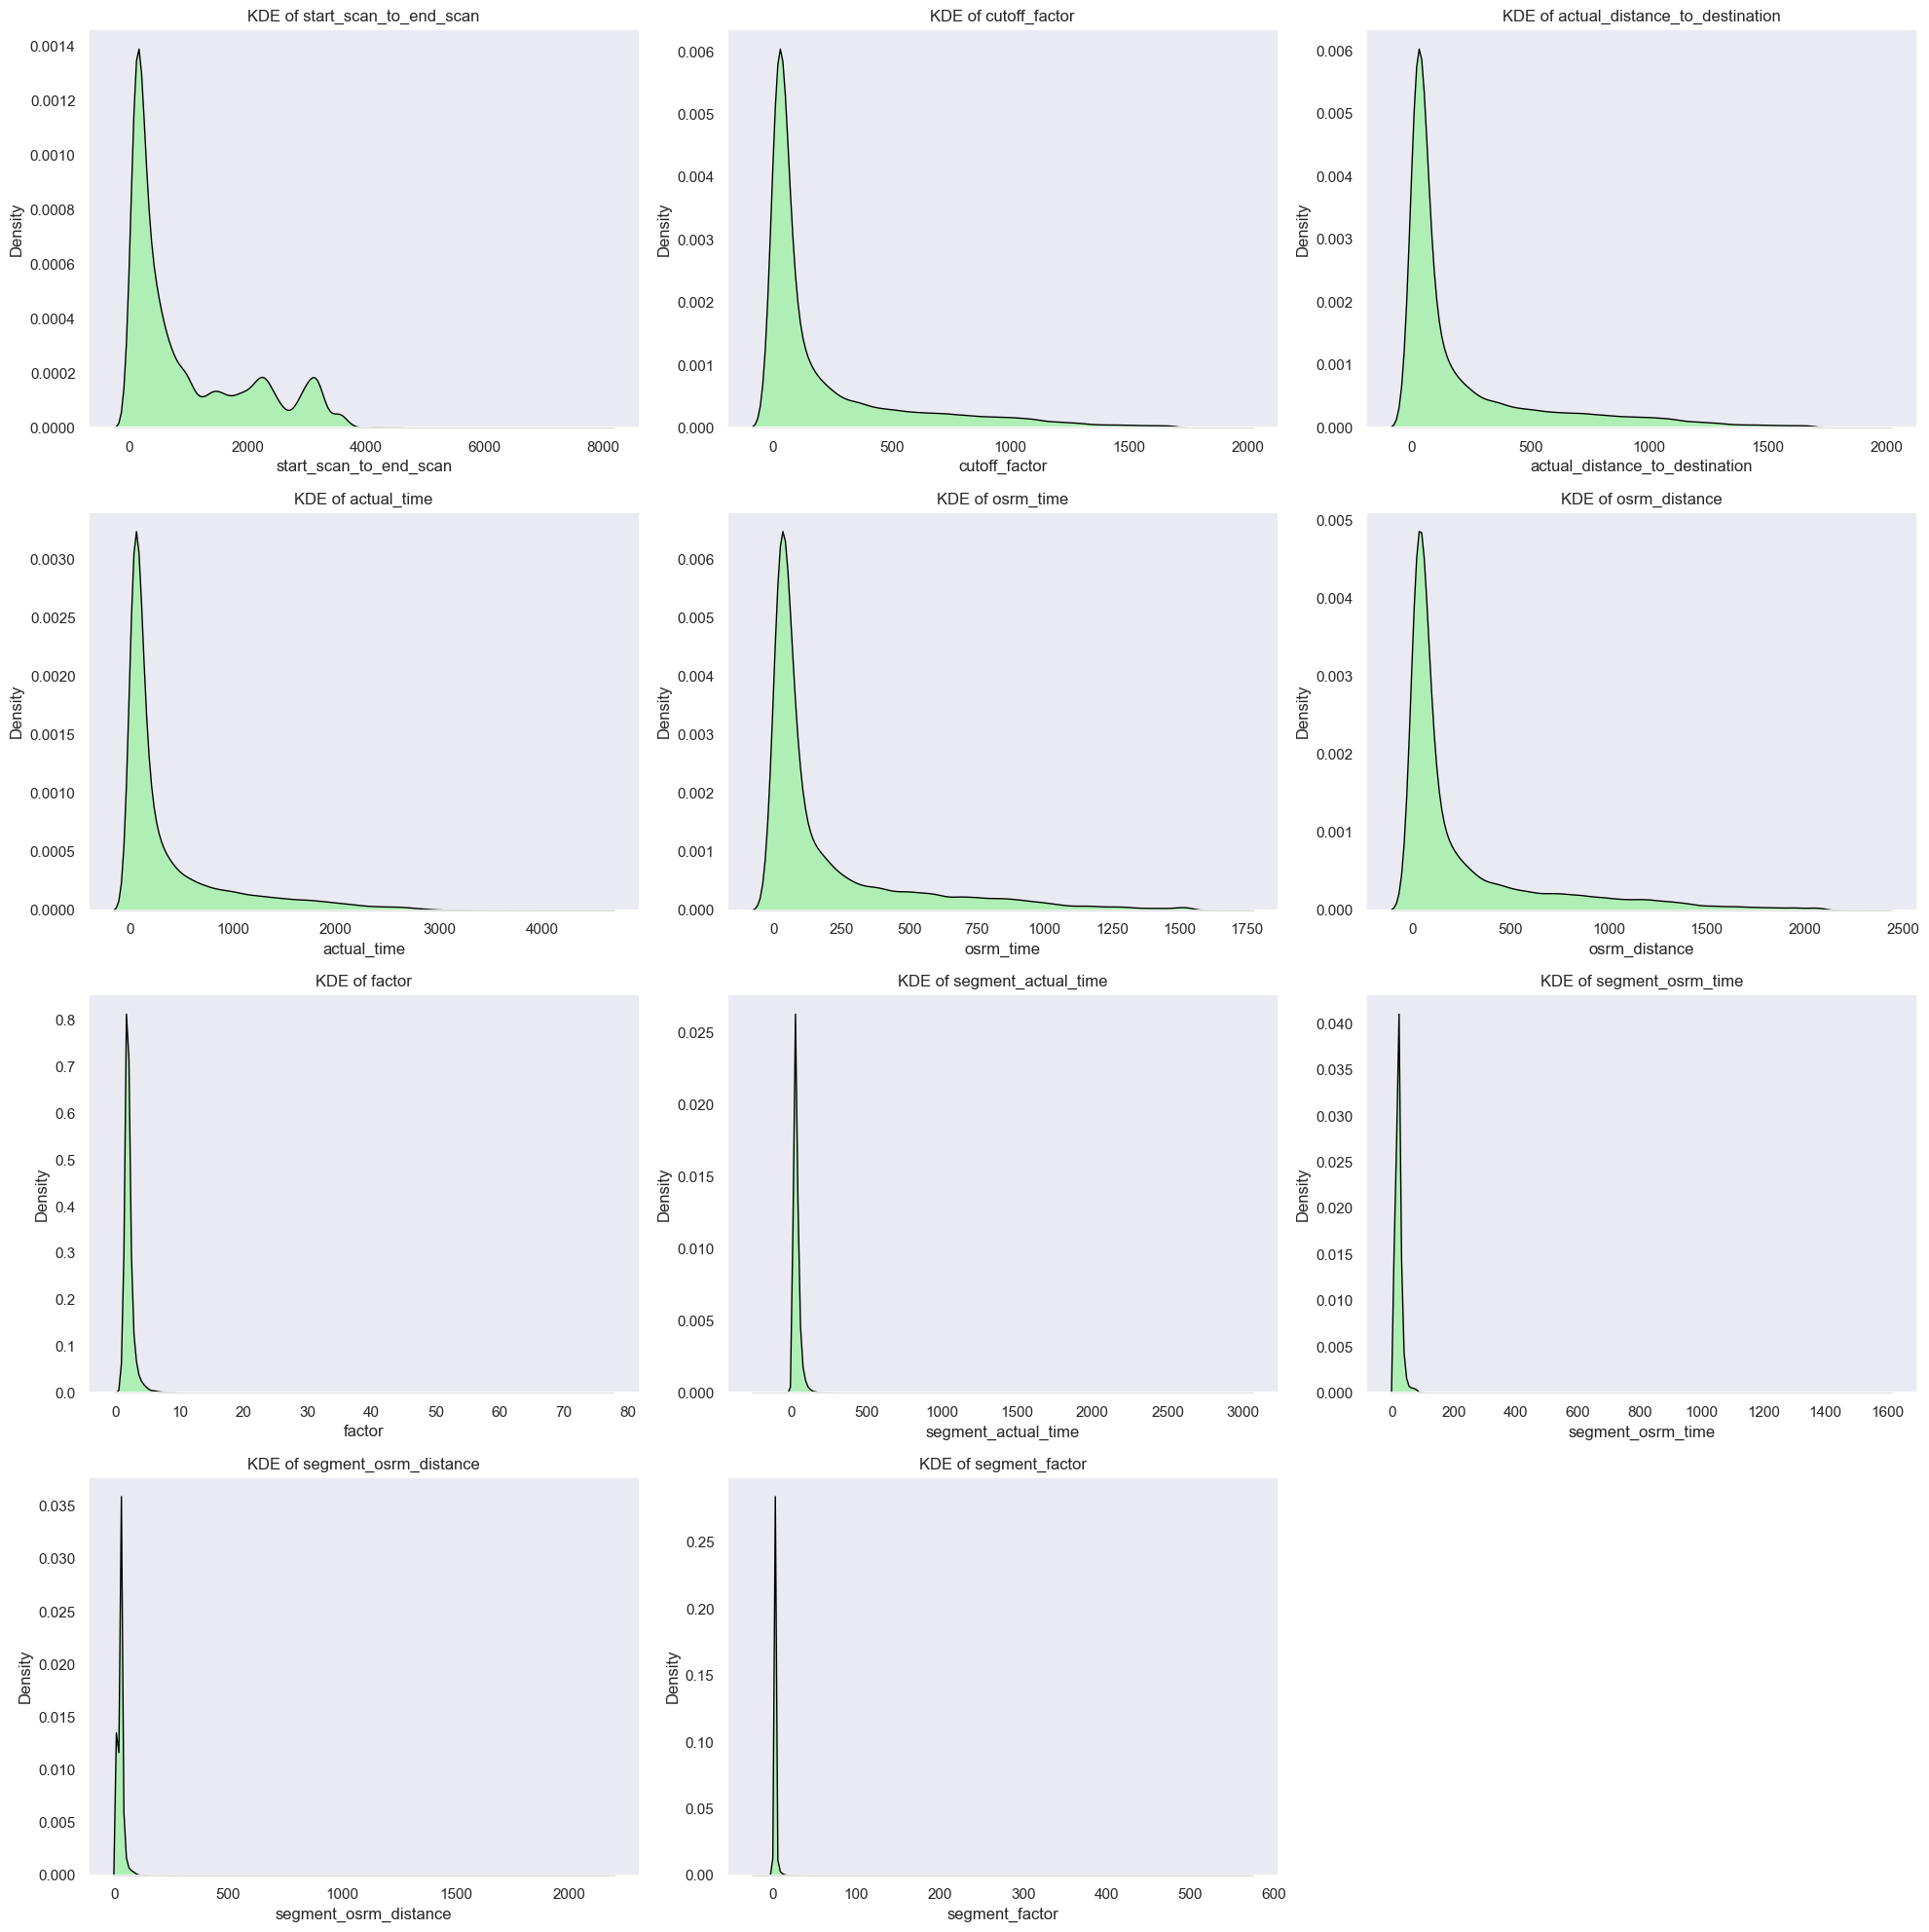 KDE of start_scan_to_end_scan
Density
0.0014
0.0012
0.0010
0.0008
0.0006
0.0004
0.0002
0.0000
0 2000 4000 6000 8000
start_scan_to_end_scan
KDE of cutoff_factor
Density
0.006
0.005
0.004
0.003
0.002
0.001
0.000
0 500 1000 1500 2000
cutoff_factor
KDE of actual_distance_to_destination
Density
0.006
0.005
0.004
0.003
0.002
0.001
0.000
0 500 1000 1500 2000
actual_distance_to_destination
KDE of actual_time
Density
0.0030
0.0025
0.0020
0.0015
0.0010
0.0005
0.0000
0 1000 2000 3000 4000
actual_time
KDE of osrm_time
Density
0.006
0.005
0.004
0.003
0.002
0.001
0.000
0 250 500 750 1000 1250 1500 1750
osrm_time
KDE of osrm_distance
Density
0.005
0.004
0.003
0.002
0.001
0.000
0 500 1000 1500 2000 2500
osrm_distance
KDE of factor
Density
0.8
0.7
0.6
0.5
0.4
0.3
0.2
0.1
0.0
0 10 20 30 40 50 60 70 80
factor
KDE of segment_actual_time
Density
0.025
0.020
0.015
0.010
0.005
0.000
0 500 1000 1500 2000 2500 3000
segment_actual_time
KDE of segment_osrm_time
Density
0.040
0.035
0.030
0.025
0.020
0.015
0.010
0.005
0.000
0 200 400 600 800 1000 1200 1400 1600
segment_osrm_time
KDE of segment_osrm_distance
Density
0.035
0.030
0.025
0.020
0.015
0.010
0.005
0.000
0 500 1000 1500 2000
segment_osrm_distance
KDE of segment_factor
Density
0.25
0.20
0.15
0.10
0.05
0.00
0 100 200 300 400 500 600
segment_factor